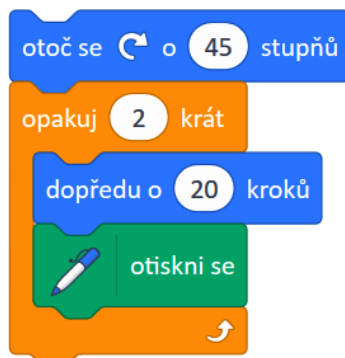 otoč se o 45 stupňů
opakuj 2 krát
dopředu o 20 kroků
otiskni se